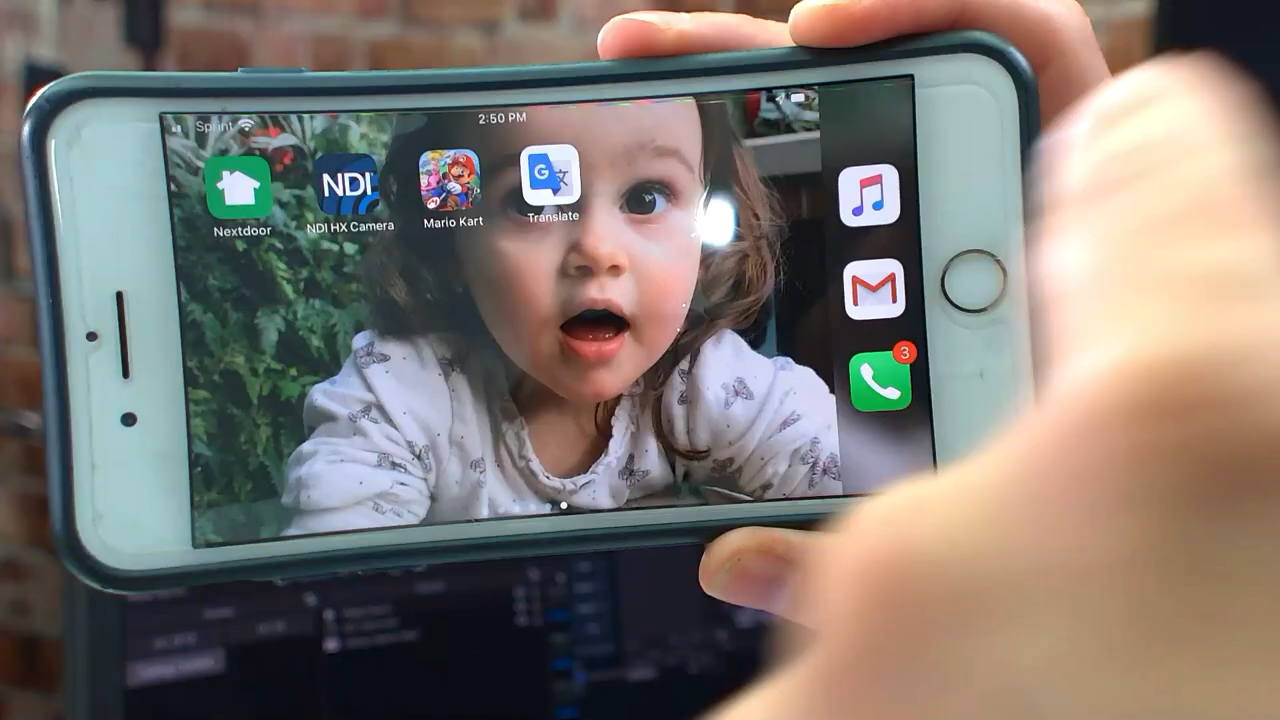 Sprint 2:50 PM
Nextdoor NDI HX Camera Mario Kart Translate
NDI
G
3